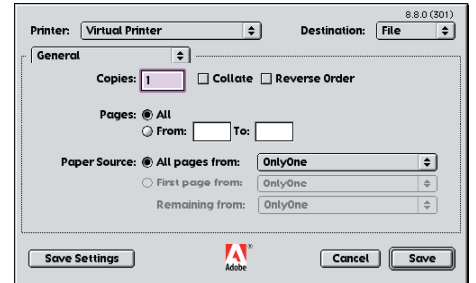 8.8.0 (301)
Printer: Virtual Printer Destination: File
General
Copies: 1 Collate Reverse Order
Pages: All
From: To:
Paper Source: All pages from: OnlyOne
First page from: OnlyOne
Remaining from: OnlyOne
Save Settings Adobe Cancel Save